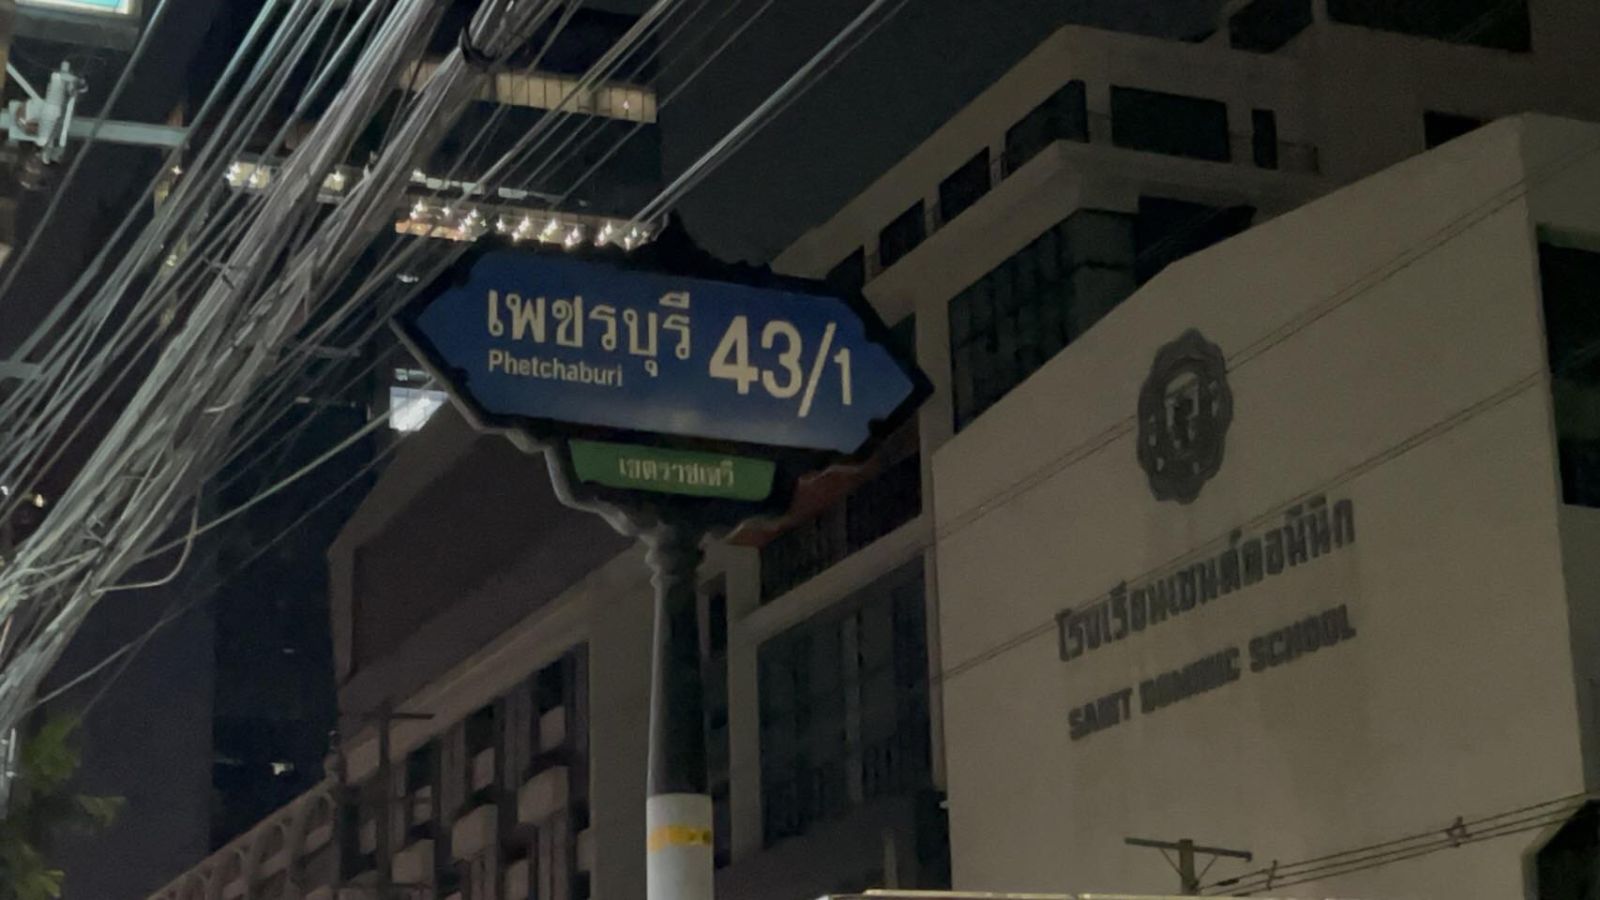 เพชรบุรี 43/1
Phetchaburi
เขตราชเทวี
โรงเรียนเซนต์ดอมินิก
SAINT DOMINIC SCHOOL